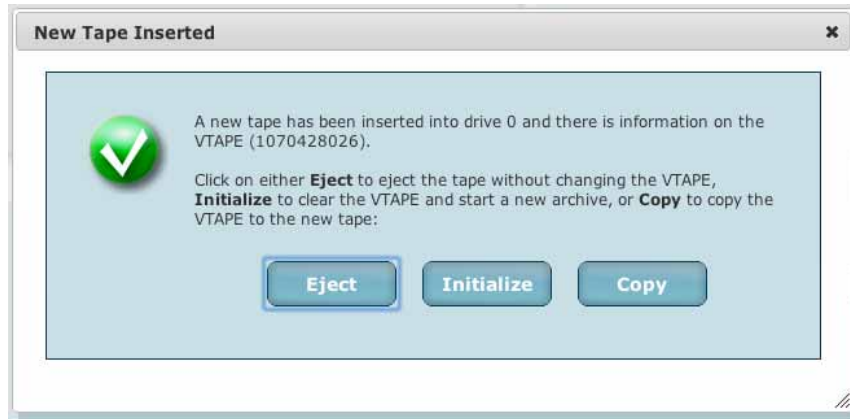 New Tape Inserted
A new tape has been inserted into drive 0 and there is information on the
VTAPE (1070428026).
Click on either Eject to eject the tape without changing the VTAPE,
Initialize to clear the VTAPE and start a new archive, or Copy to copy the
VTAPE to the new tape:
Eject Initialize Copy